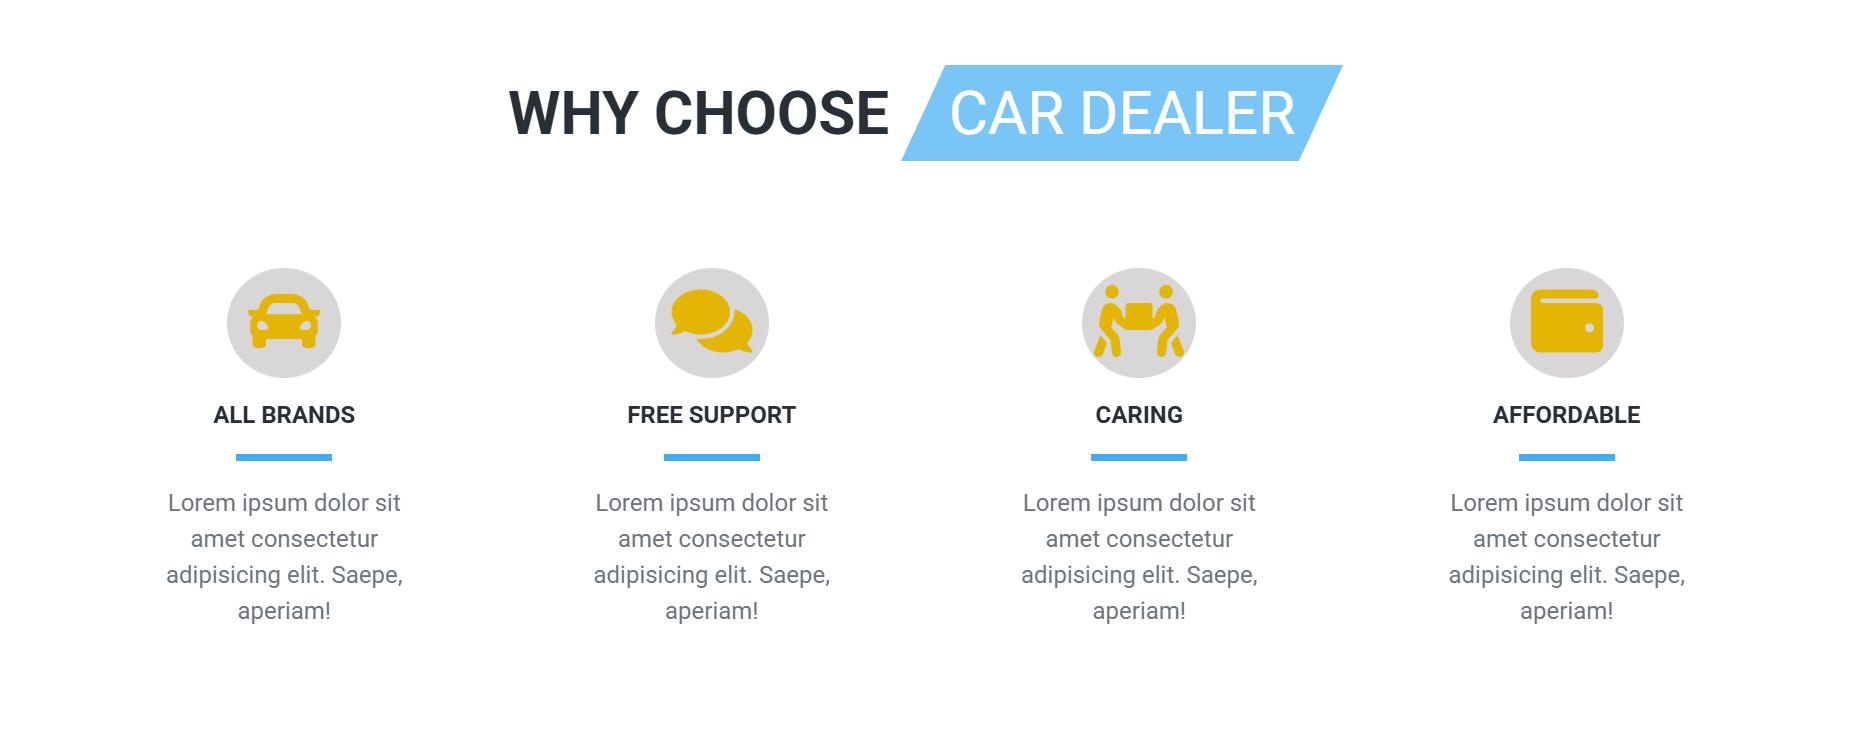 WHY CHOOSE CAR DEALER
ALL BRANDS
Lorem ipsum dolor sit
amet consectetur
adipisicing elit. Saepe,
aperiam!
FREE SUPPORT
Lorem ipsum dolor sit
amet consectetur
adipisicing elit. Saepe,
aperiam!
CARING
Lorem ipsum dolor sit
amet consectetur
adipisicing elit. Saepe,
aperiam!
AFFORDABLE
Lorem ipsum dolor sit
amet consectetur
adipisicing elit. Saepe,
aperiam!